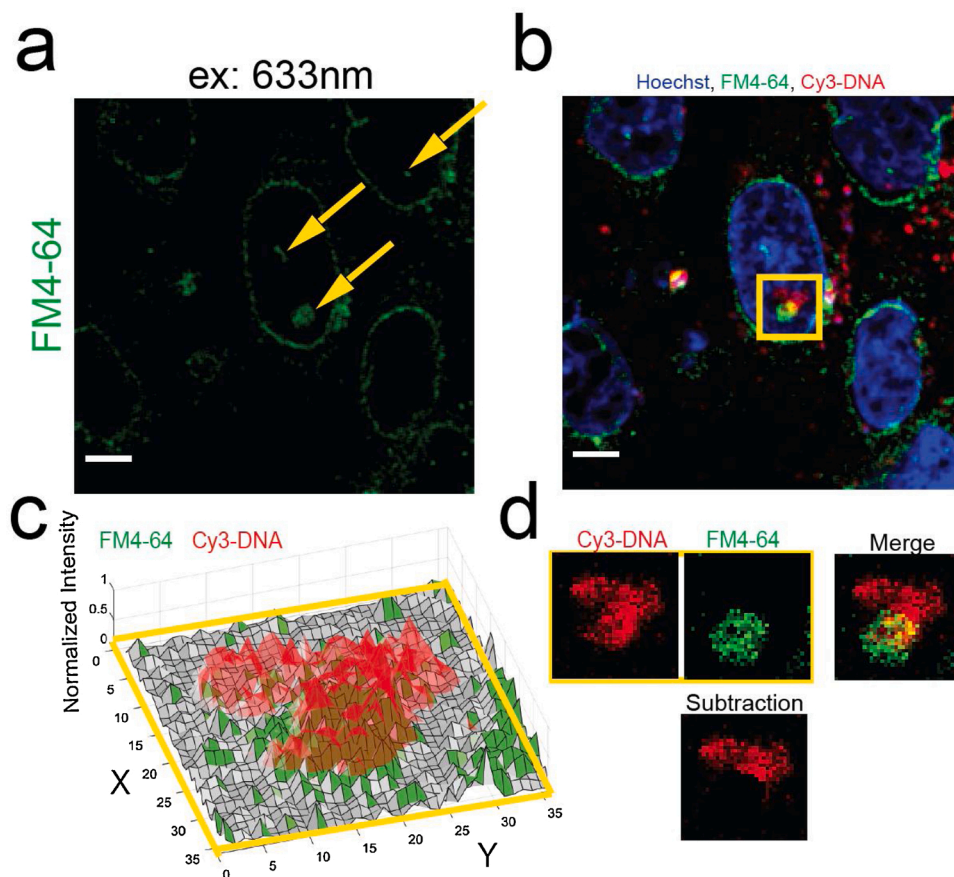 a
ex: 633nm
FM4-64
b
Hoechst, FM4-64, Cy3-DNA
c
FM4-64 Cy3-DNA
Normalized Intensity
1
0.5
0
0
5
10
15
20
25
30
35
X
0
5
10
15
20
25
30
35
Y
d
Cy3-DNA FM4-64 Merge
Subtraction